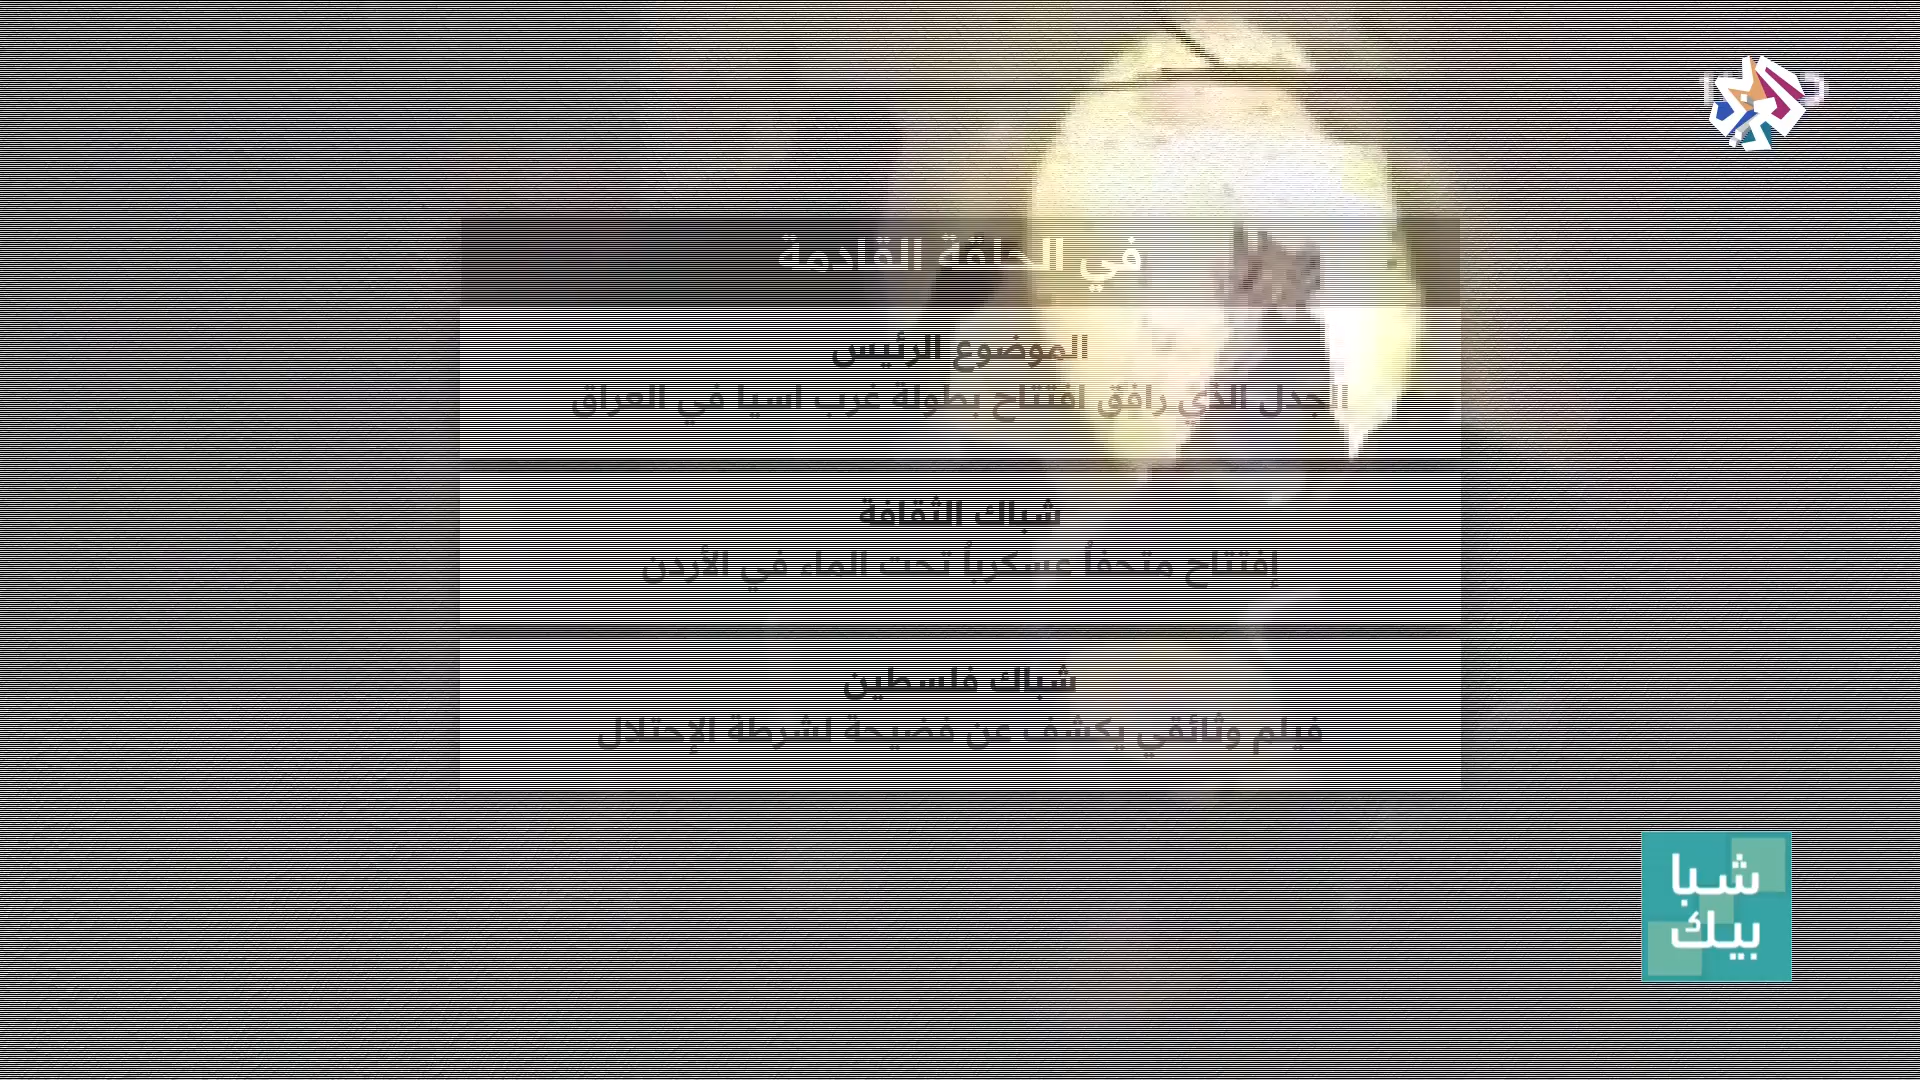 في الحلقة القادمة
الموضوع الرئيس
الجدل الذي رافق افتتاح بطولة غرب اسيا في العراق
شباك الثقافة
إفتتاح متحفاً عسكرياً تحت الماء في الأردن
شباك فلسطين
فيلم وثائقي يكشف عن فضيحة لشرطة الإحتلال
شبا
بيك